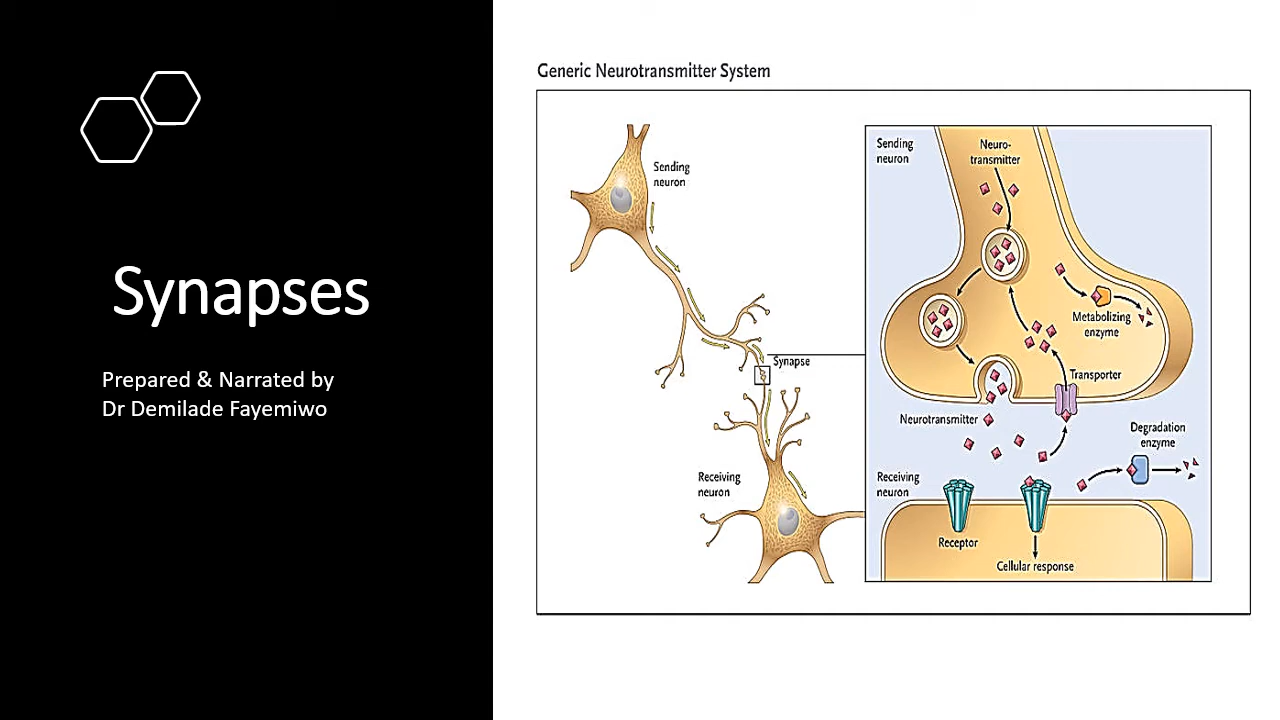 Synapses
Prepared & Narrated by
Dr Demilade Fayemiwo
Generic Neurotransmitter System
Sending
neuron
Synapse
Receiving
neuron
Sending
neuron
Neuro-
transmitter
Metabolizing
enzyme
Transporter
Neurotransmitter
Degradation
enzyme
Receiving
neuron
Receptor
Cellular response